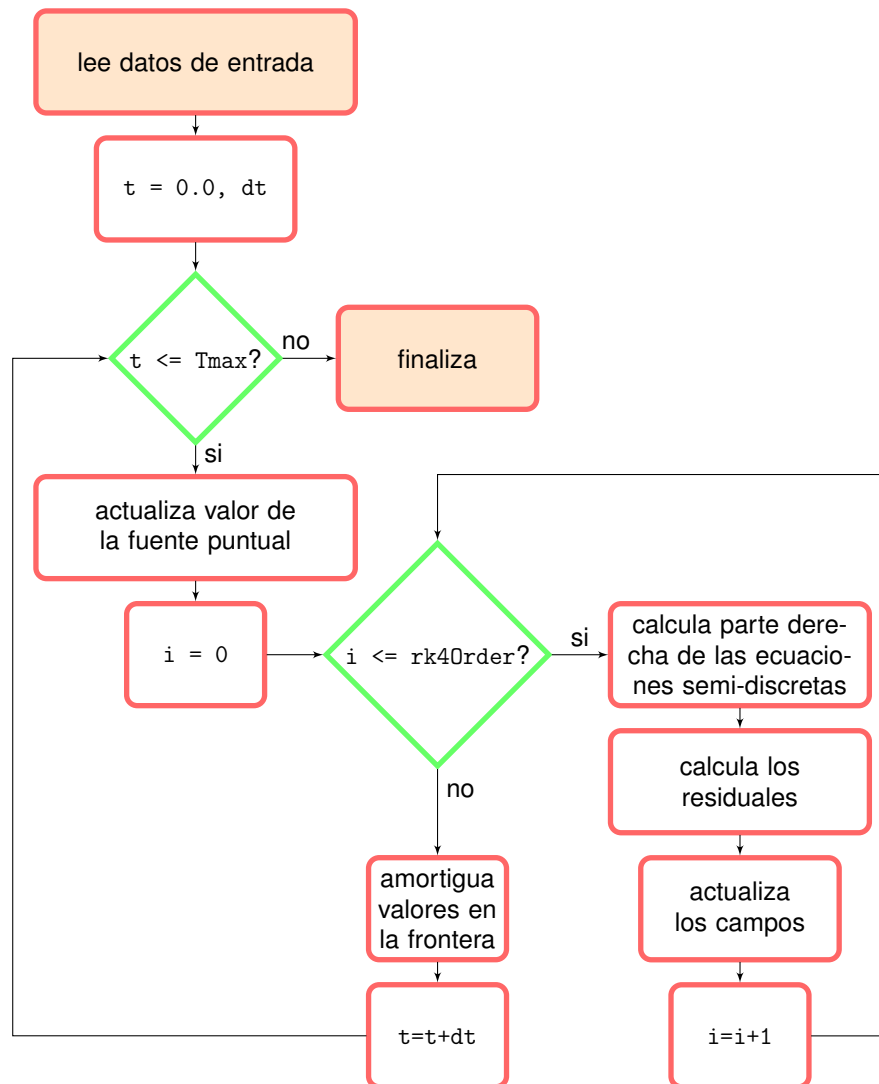 lee datos de entrada
t = 0.0, dt
t <= Tmax?
no
finaliza
si
actualiza valor de
la fuente puntual
i = 0
i <= rk4Order?
si
calcula parte dere-
cha de las ecuacio-
nes semi-discretas
calcula los
residuales
no
amortigua
valores en
la frontera
actualiza
los campos
t=t+dt
i=i+1